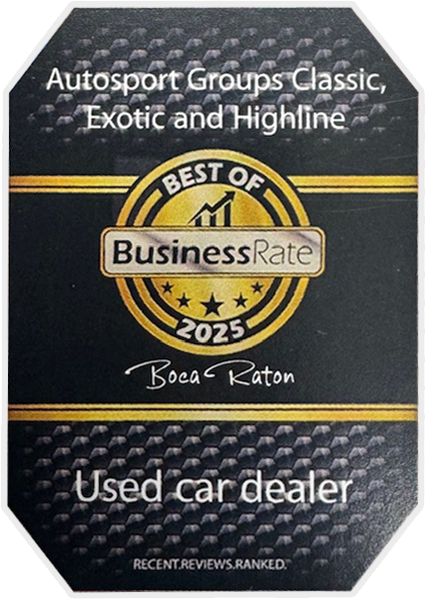 Autosport Groups Classic,
Exotic and Highline
BEST OF
BusinessRate
2025
Boca Raton
Used car dealer
RECENT.REVIEWS.RANKED.